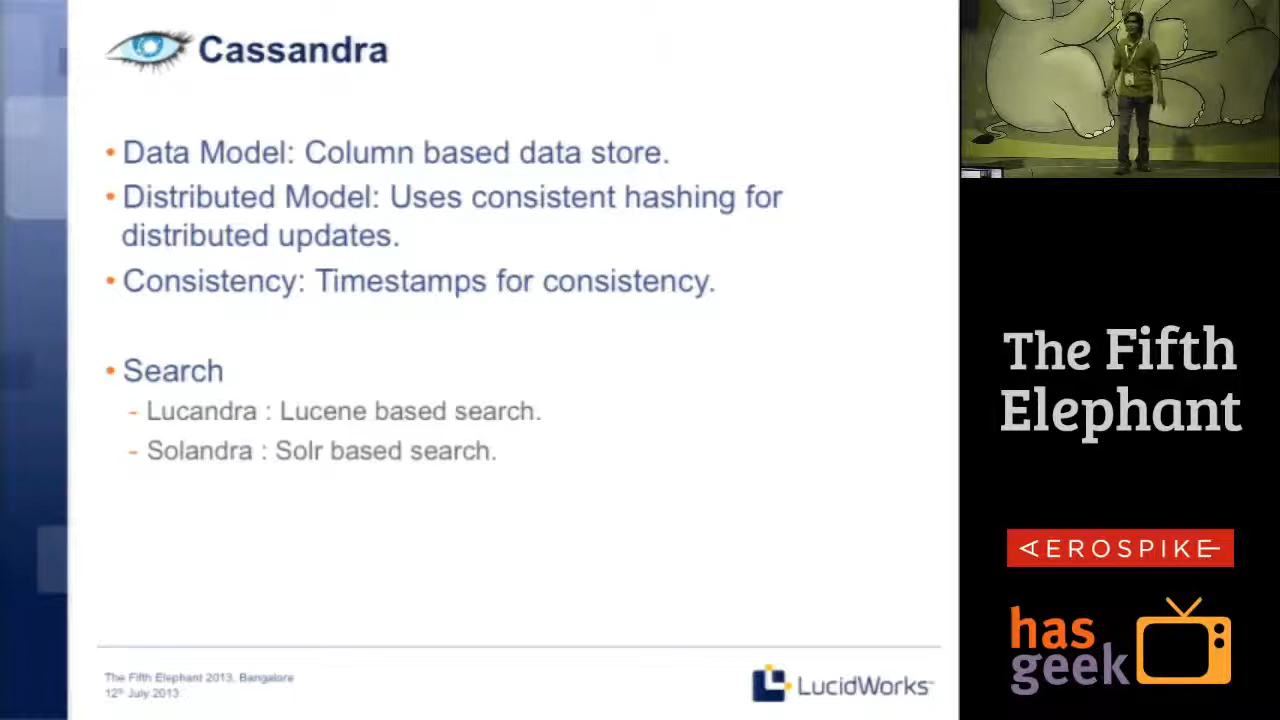 Cassandra
• Data Model: Column based data store.
• Distributed Model: Uses consistent hashing for
distributed updates.
• Consistency: Timestamps for consistency.
• Search
- Lucandra : Lucene based search.
- Solandra : Solr based search.
The Fifth Elephant 2013, Bangalore
12th July 2013
LucidWorks
The Fifth
Elephant
AEROSPIKE
has
geek